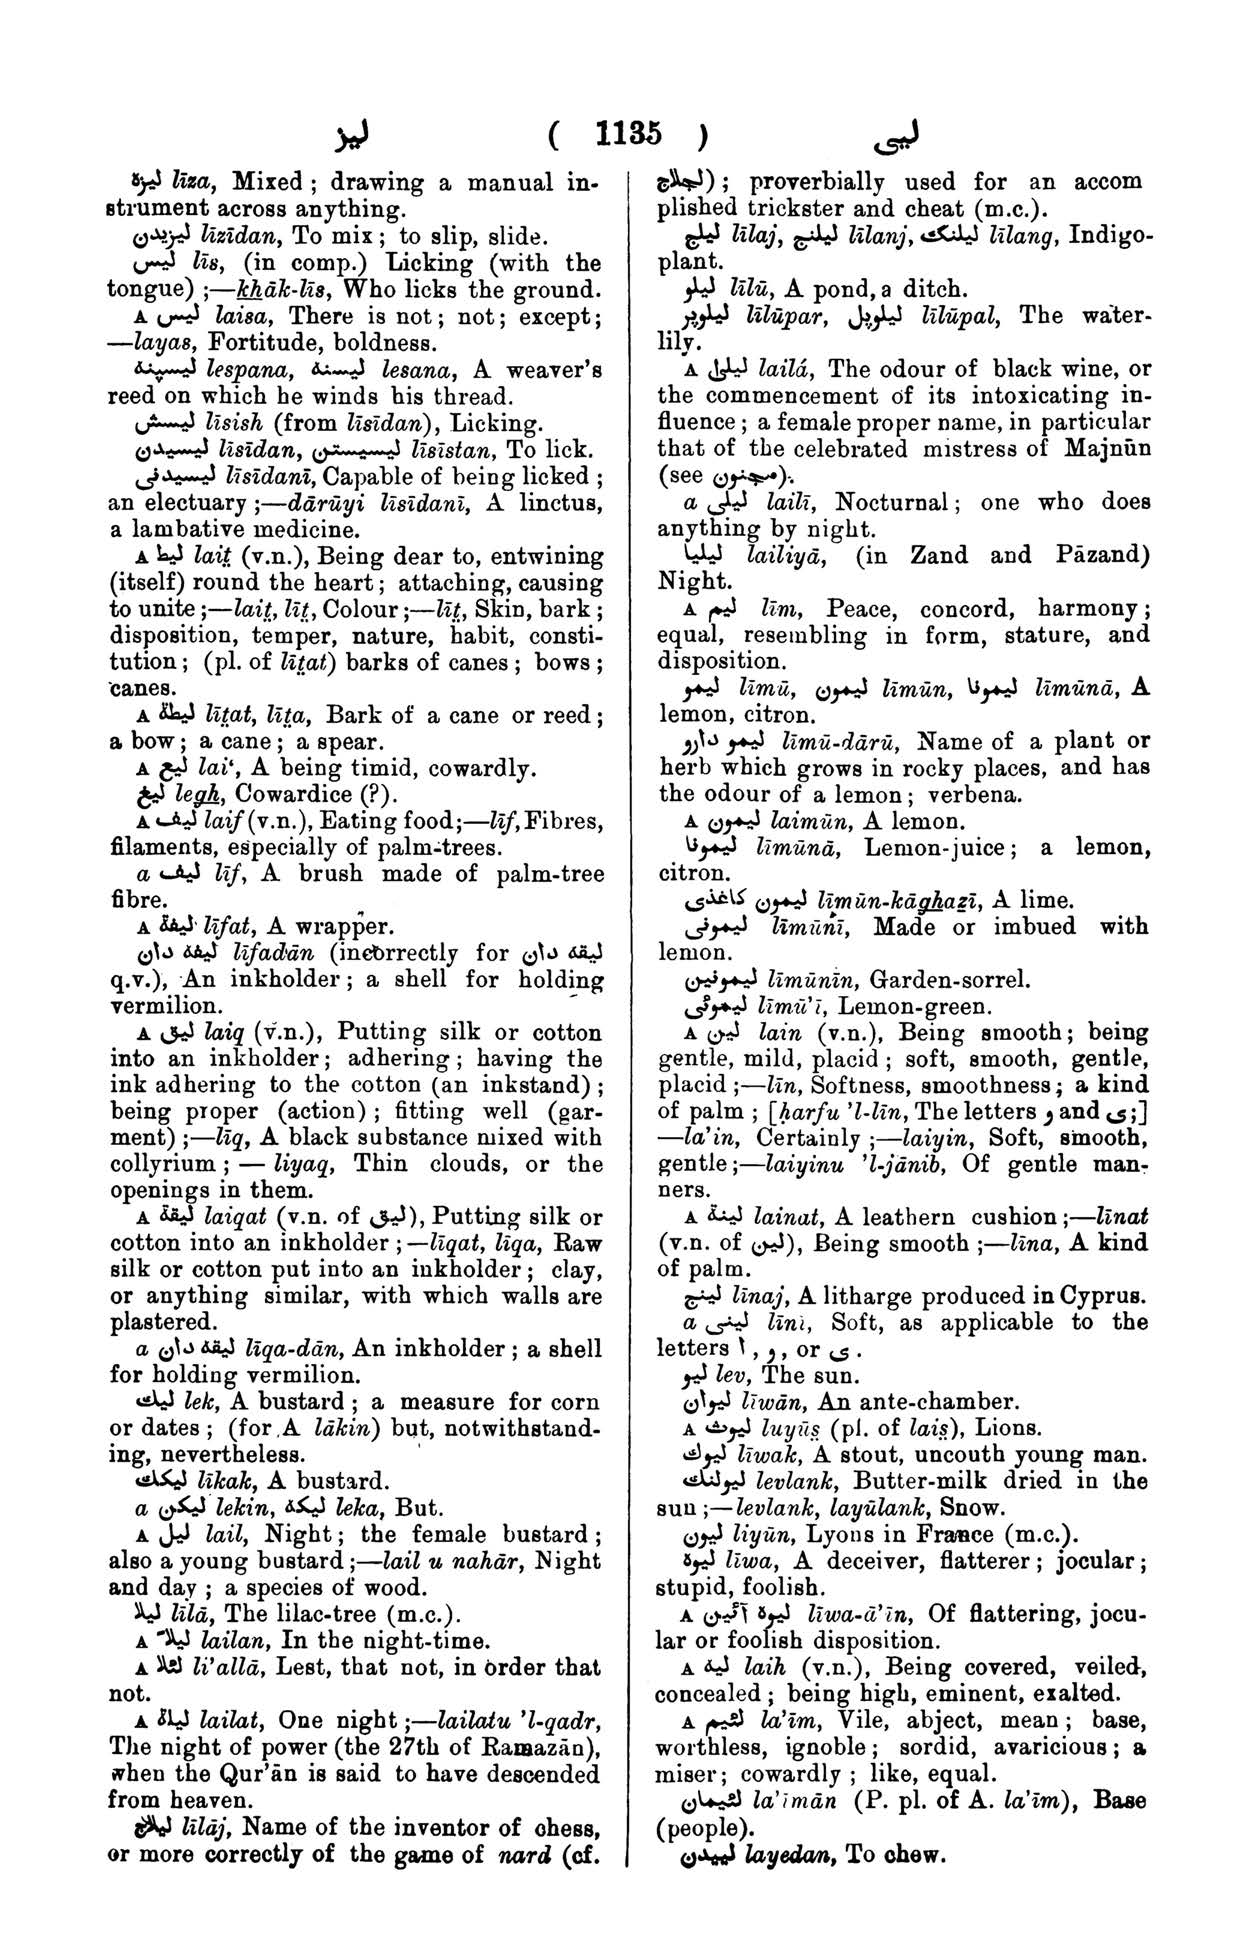 ليز ( 1135 ) ليى
ليزه līza, Mixed ; drawing a manual in-
strument across anything.
ليزيدن līzīdan, To mix ; to slip, slide.
ليس līs, (in comp.) Licking (with the
tongue) ;—khāk-līs, Who licks the ground.
A ليس laisa, There is not ; not ; except ;
—layas, Fortitude, boldness.
ليسپنه lespana, ليسنه lesana, A weaver's
reed on which he winds his thread.
ليسش līsish (from līsīdan), Licking.
ليسيدن līsīdan, ليسيستن līsīstan, To lick.
ليسيدنى līsīdanī, Capable of being licked ;
an electuary ;—dārūyi līsīdanī, A linctus,
a lambative medicine.
A ليط lait̤ (v.n.), Being dear to, entwining
(itself) round the heart ; attaching, causing
to unite ;—lait̤, līt̤, Colour ;—līt̤, Skin, bark ;
disposition, temper, nature, habit, consti-
tution ; (pl. of līt̤at) barks of canes ; bows ;
canes.
A ليطة līt̤at, līt̤a, Bark of a cane or reed ;
a bow ; a cane ; a spear.
A ليع lai‘, A being timid, cowardly.
ليغ legh, Cowardice (?).
A ليف laif (v.n.), Eating food;—līf, Fibres,
filaments, especially of palm-trees.
a ليف līf, A brush made of palm-tree
fibre.
A ليفة līfat, A wrapper.
ليفه دان līfadān (incorrectly for ليقه دان
q.v.), An inkholder ; a shell for holding
vermilion.
A ليق laiq (v.n.), Putting silk or cotton
into an inkholder ; adhering ; having the
ink adhering to the cotton (an inkstand) ;
being proper (action) ; fitting well (gar-
ment) ;—līq, A black substance mixed with
collyrium ; — liyaq, Thin clouds, or the
openings in them.
A ليقة laiqat (v.n. of ليق), Putting silk or
cotton into an inkholder ;—līqat, līqa, Raw
silk or cotton put into an inkholder ; clay,
or anything similar, with which walls are
plastered.
a ليقه دان līqa-dān, An inkholder ; a shell
for holding vermilion.
ليك lek, A bustard ; a measure for corn
or dates ; (for A lākin) but, notwithstand-
ing, nevertheless.
ليكك līkak, A bustard.
a ليكن lekin, ليكه leka, But.
A ليل lail, Night ; the female bustard ;
also a young bustard ;—lail u nahār, Night
and day ; a species of wood.
ليلا līlā, The lilac-tree (m.c.).
A ليلاً lailan, In the night-time.
A لئلا li'allā, Lest, that not, in order that
not.
A ليلة lailat, One night ;—lailatu 'l-qadr,
The night of power (the 27th of Ramazān),
when the Qur'ān is said to have descended
from heaven.
ليلاج līlāj, Name of the inventor of chess,
or more correctly of the game of nard (cf.
لجلاج) ; proverbially used for an accom
plished trickster and cheat (m.c.).
ليلج līlaj, ليلنج līlanj, ليلنك līlang, Indigo-
plant.
ليلو līlū, A pond, a ditch.
ليلوپر līlūpar, ليلوپل līlūpal, The water-
lily.
A ليلىٰ lailá, The odour of black wine, or
the commencement of its intoxicating in-
fluence ; a female proper name, in particular
that of the celebrated mistress of Majnūn
(see مجنون).
a ليلى lailī, Nocturnal ; one who does
anything by night.
ليليا lailiyā, (in Zand and Pāzand)
Night.
A ليم līm, Peace, concord, harmony ;
equal, resembling in form, stature, and
disposition.
ليمو līmū, ليمون līmūn, ليمونا līmūnā, A
lemon, citron.
ليمو دارو līmū-dārū, Name of a plant or
herb which grows in rocky places, and has
the odour of a lemon ; verbena.
A ليمون laimūn, A lemon.
ليمونا līmūnā, Lemon-juice ; a lemon,
citron.
ليمون كاغذى līmūn-kāghaẕī, A lime.
ليمونى līmūnī, Made or imbued with
lemon.
ليمونين līmūnīn, Garden-sorrel.
ليموئى līmū'ī, Lemon-green.
A لين lain (v.n.), Being smooth ; being
gentle, mild, placid ; soft, smooth, gentle,
placid ;—līn, Softness, smoothness ; a kind
of palm ; [ḥarfu 'l-līn, The letters و and ى ;]
—la'in, Certainly ;—laiyin, Soft, smooth,
gentle ;—laiyinu 'l-jānib, Of gentle man-
ners.
A لينة lainat, A leathern cushion ;—līnat
(v.n. of لين), Being smooth ;—līna, A kind
of palm.
لينج līnaj, A litharge produced in Cyprus.
a لينى līnī, Soft, as applicable to the
letters ا , و , or ى .
ليو lev, The sun.
ليوان līwān, An ante-chamber.
A ليوث luyūs̤ (pl. of lais̤), Lions.
ليوك līwak, A stout, uncouth young man.
ليولنك levlank, Butter-milk dried in the
sun ;—levlank, layūlank, Snow.
ليون liyūn, Lyons in France (m.c.).
ليوه līwa, A deceiver, flatterer ; jocular ;
stupid, foolish.
A ليوه آئين līwa-ā'īn, Of flattering, jocu-
lar or foolish disposition.
A ليه laih (v.n.), Being covered, veiled,
concealed ; being high, eminent, exalted.
A لئيم la'īm, Vile, abject, mean ; base,
worthless, ignoble ; sordid, avaricious ; a
miser ; cowardly ; like, equal.
لئيمان la'īmān (P. pl. of A. la'īm), Base
(people).
لييدن layedan, To chew.